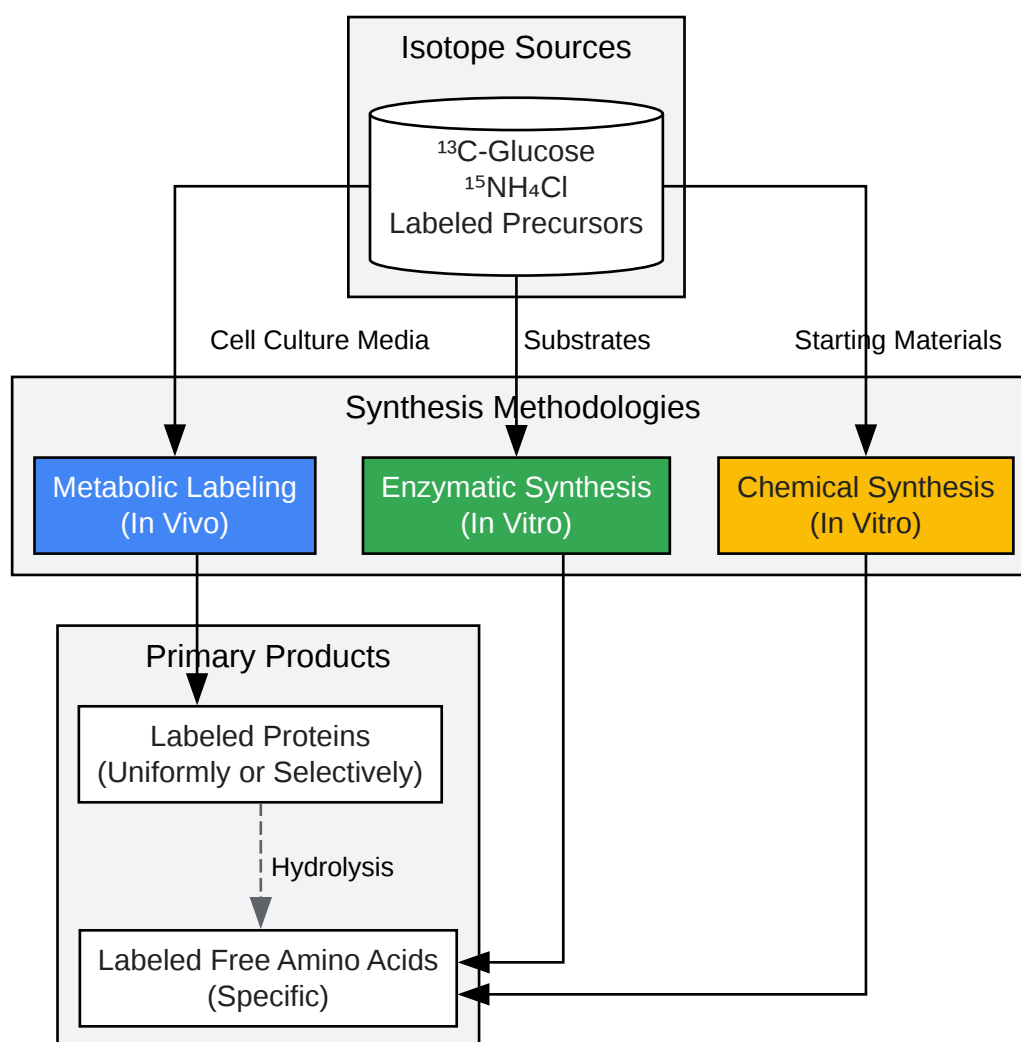 Isotope Sources
¹³C-Glucose
¹⁵NH₄Cl
Labeled Precursors
Cell Culture Media
Substrates
Starting Materials
Synthesis Methodologies
Metabolic Labeling
(In Vivo)
Enzymatic Synthesis
(In Vitro)
Chemical Synthesis
(In Vitro)
Primary Products
Labeled Proteins
(Uniformly or Selectively)
Hydrolysis
Labeled Free Amino Acids
(Specific)